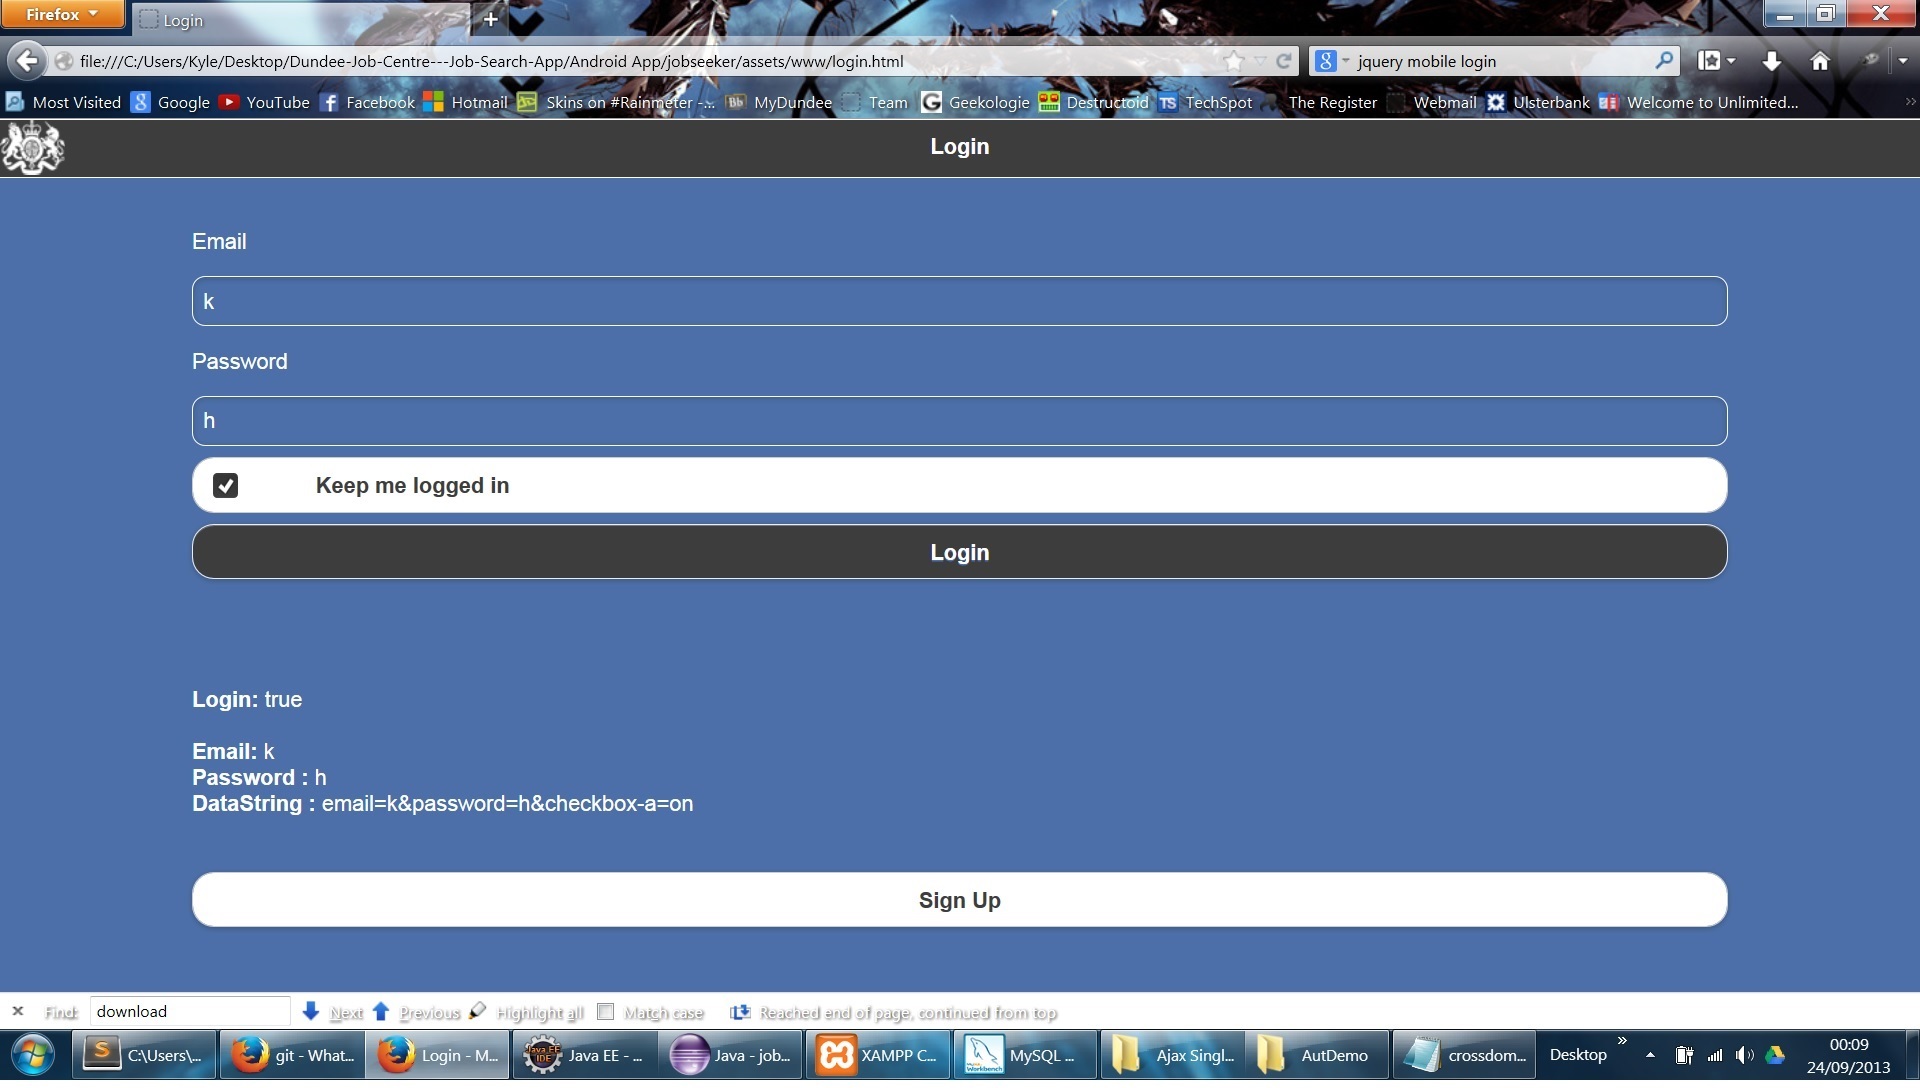 Firefox
Login
+
file:///C:/Users/Kyle/Desktop/Dundee-Job-Centre---Job-Search-App/Android App/jobseeker/assets/www/login.html
jquery mobile login
Most Visited Google YouTube Facebook Hotmail Skins on #Rainmeter -... MyDundee Team Geekologie Destructoid TechSpot The Register Webmail Ulsterbank Welcome to Unlimited...
Login
Email
k
Password
h
Keep me logged in
Login
Login: true
Email: k
Password : h
DataString : email=k&password=h&checkbox-a=on
Sign Up
Find: download Next Previous Highlight all Match case Reached end of page, continued from top
C:\Users\... git - What... Login - M... Java EE - ... Java - job... XAMPP C... MySQL ... Ajax Singl... AutDemo crossdom... Desktop 00:09
24/09/2013